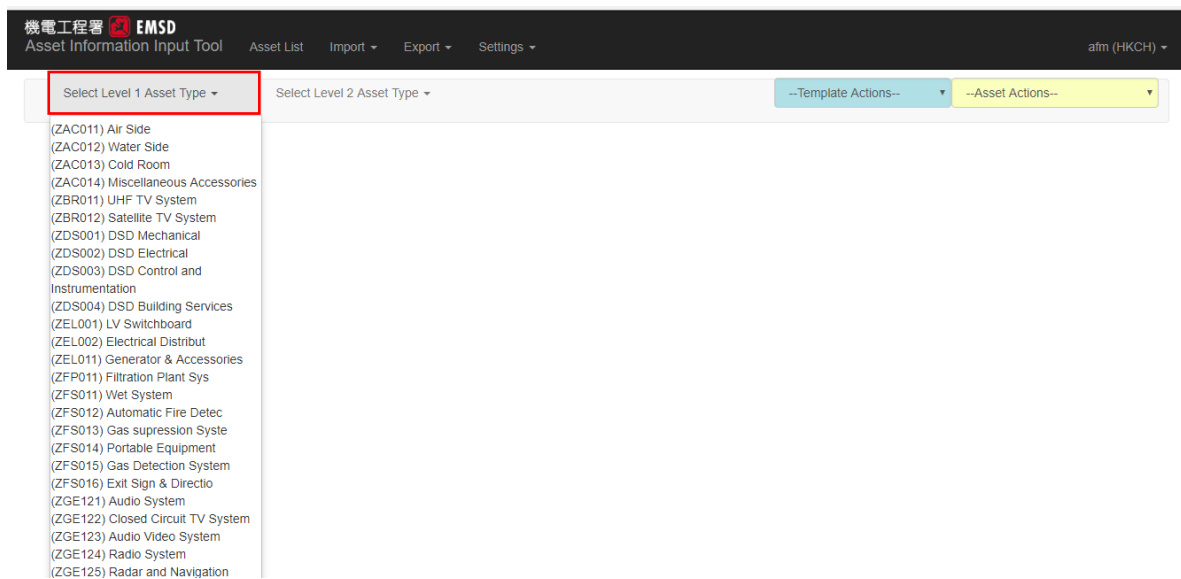 機電工程署 EMSD
Asset Information Input Tool Asset List Import Export Settings afm (HKCH)
Select Level 1 Asset Type Select Level 2 Asset Type --Template Actions-- --Asset Actions--
(ZAC011) Air Side
(ZAC012) Water Side
(ZAC013) Cold Room
(ZAC014) Miscellaneous Accessories
(ZBR011) UHF TV System
(ZBR012) Satellite TV System
(ZDS001) DSD Mechanical
(ZDS002) DSD Electrical
(ZDS003) DSD Control and
Instrumentation
(ZDS004) DSD Building Services
(ZEL001) LV Switchboard
(ZEL002) Electrical Distribut
(ZEL011) Generator & Accessories
(ZFP011) Filtration Plant Sys
(ZFS011) Wet System
(ZFS012) Automatic Fire Detec
(ZFS013) Gas supression Syste
(ZFS014) Portable Equipment
(ZFS015) Gas Detection System
(ZFS016) Exit Sign & Directio
(ZGE121) Audio System
(ZGE122) Closed Circuit TV System
(ZGE123) Audio Video System
(ZGE124) Radio System
(ZGE125) Radar and Navigation